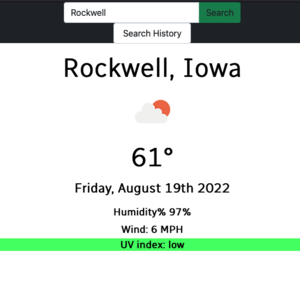 Rockwell Search
Search History
Rockwell, Iowa
61°
Friday, August 19th 2022
Humidity% 97%
Wind: 6 MPH
UV index: low